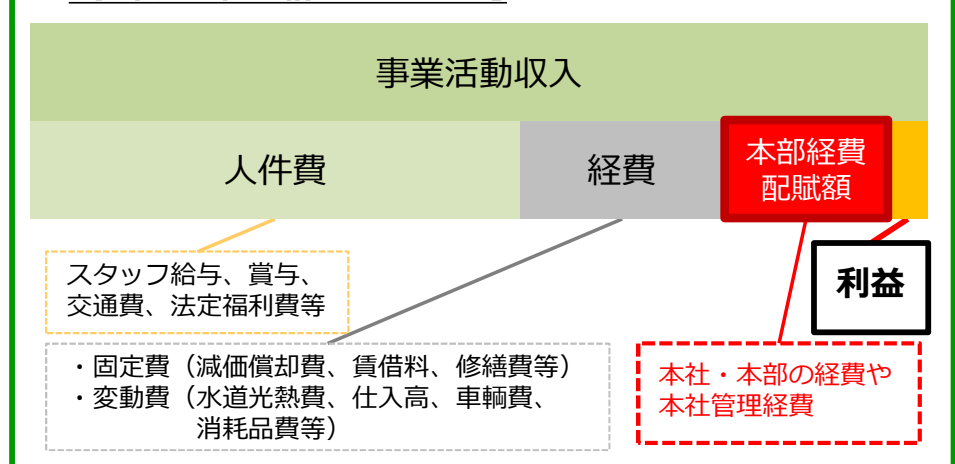 事業活動収入
人件費
経費
本部経費
配賦額
利益
スタッフ給与、賞与、
交通費、法定福利費等
・固定費（減価償却費、賃借料、修繕費等）
・変動費（水道光熱費、仕入高、車輌費、
消耗品費等）
本社・本部の経費や
本社管理経費